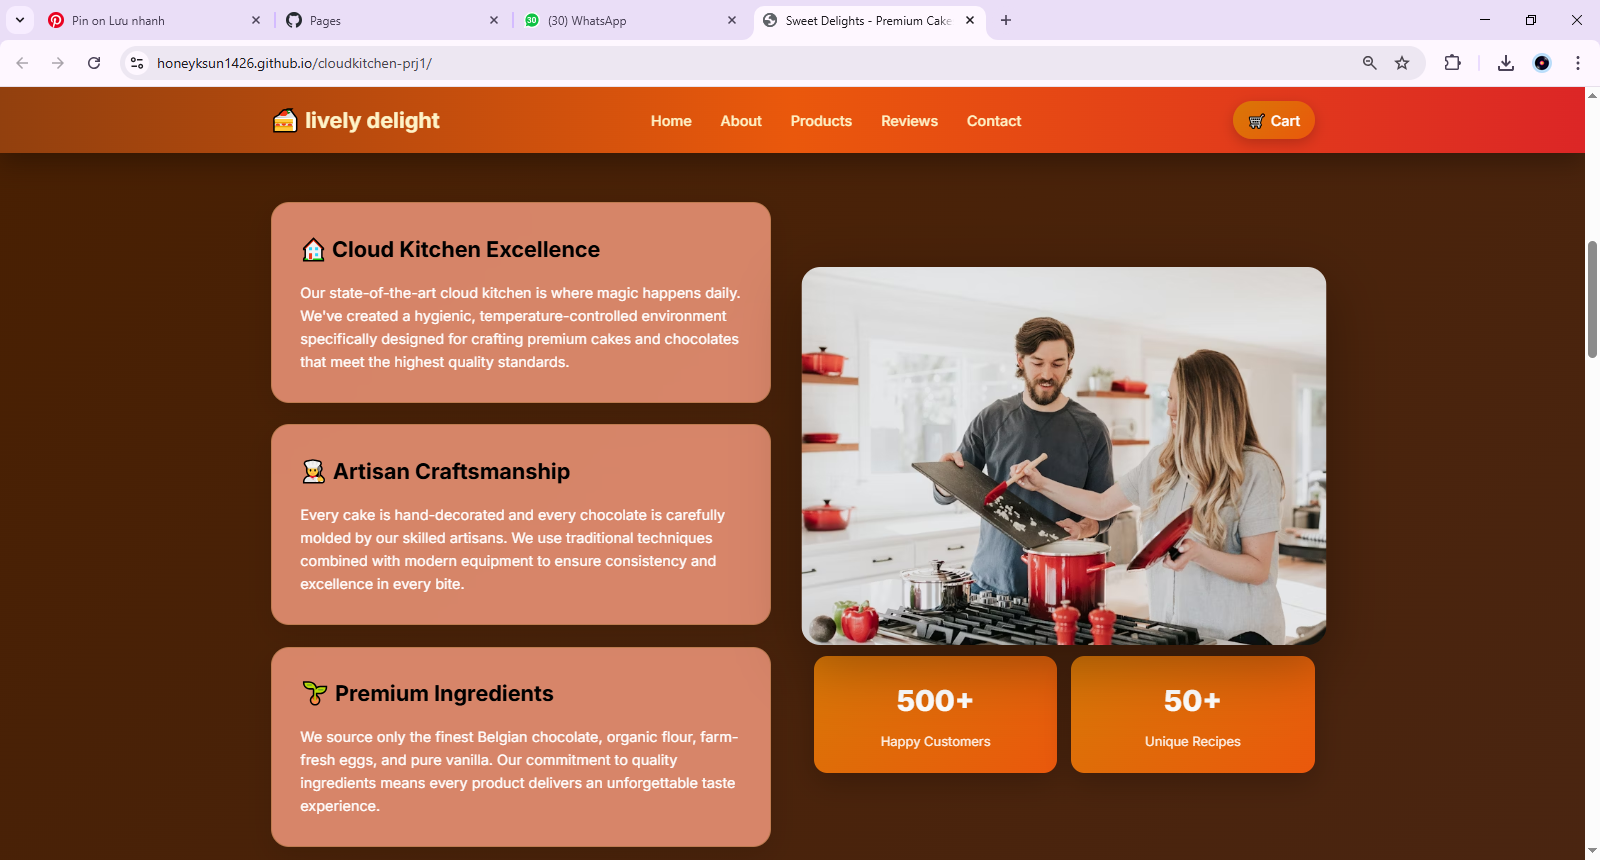 Pin on Lưu nhanh
Pages
30
(30) WhatsApp
Sweet Delights - Premium Cake
honeyksun1426.github.io/cloudkitchen-prj1/
lively delight
Home
About
Products
Reviews
Contact
Cart
Cloud Kitchen Excellence
Our state-of-the-art cloud kitchen is where magic happens daily.
We've created a hygienic, temperature-controlled environment
specifically designed for crafting premium cakes and chocolates
that meet the highest quality standards.
Artisan Craftsmanship
Every cake is hand-decorated and every chocolate is carefully
molded by our skilled artisans. We use traditional techniques
combined with modern equipment to ensure consistency and
excellence in every bite.
Premium Ingredients
We source only the finest Belgian chocolate, organic flour, farm-
fresh eggs, and pure vanilla. Our commitment to quality
ingredients means every product delivers an unforgettable taste
experience.
500+
Happy Customers
50+
Unique Recipes